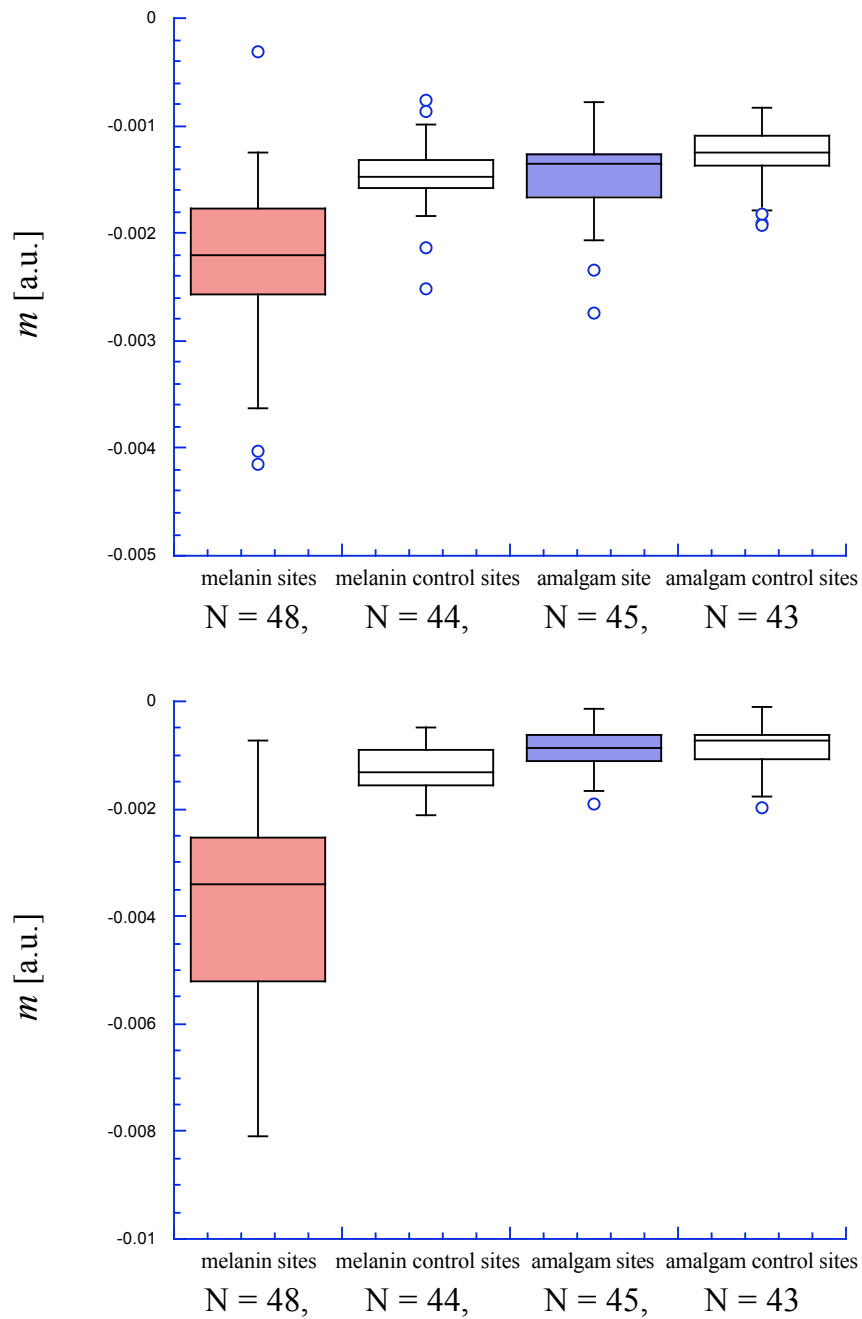 0
-0.001
-0.002
-0.003
-0.004
-0.005
m [a.u.]
melanin sites melanin control sites amalgam site amalgam control sites
N = 48, N = 44, N = 45, N = 43
0
-0.002
-0.004
-0.006
-0.008
-0.01
m [a.u.]
melanin sites melanin control sites amalgam sites amalgam control sites
N = 48, N = 44, N = 45, N = 43